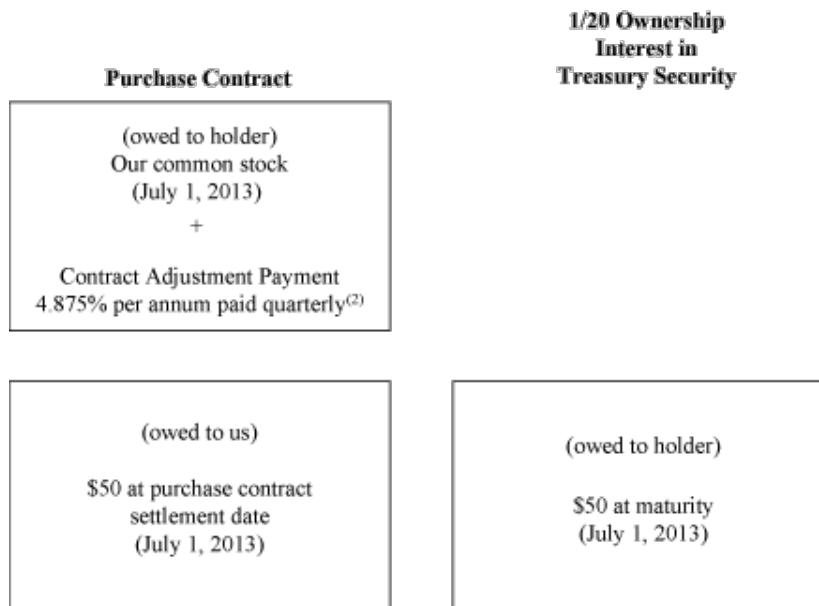 1/20 Ownership
Interest in
Treasury Security
Purchase Contract
(owed to holder)
Our common stock
(July 1, 2013)
+
Contract Adjustment Payment
4.875% per annum paid quarterly(2)
(owed to us)
$50 at purchase contract
settlement date
(July 1, 2013)
(owed to holder)
$50 at maturity
(July 1, 2013)